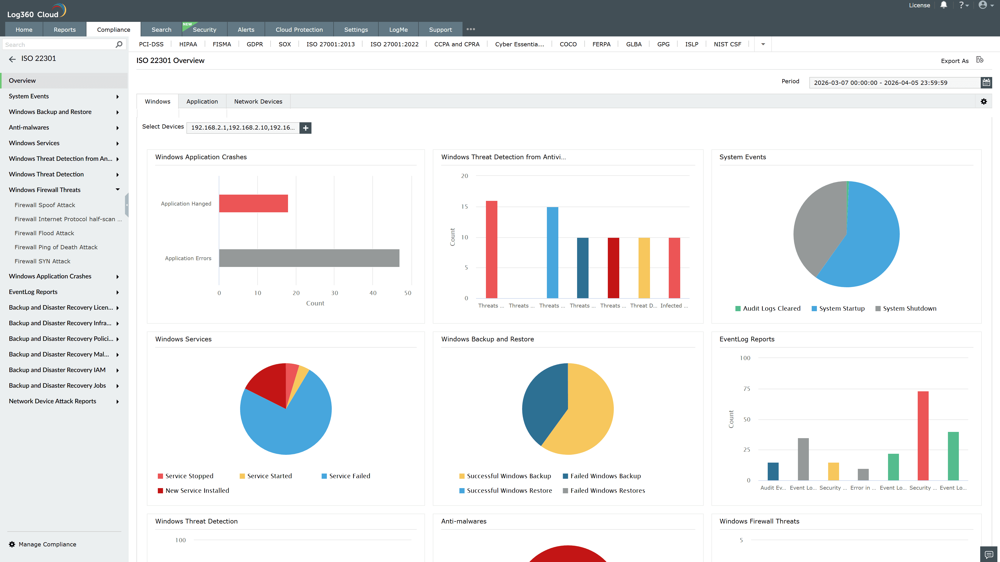 License
?
Log360 Cloud
Home
Reports
Compliance
Search
NEW
Security
Alerts
Cloud Protection
Settings
LogMe
Support
•••
Search
PCI-DSS
HIPAA
FISMA
GDPR
SOX
ISO 27001:2013
ISO 27001:2022
CCPA and CPRA
Cyber Essentia...
COCO
FERPA
GLBA
GPG
ISLP
NIST CSF
ISO 22301
Overview
System Events
Windows Backup and Restore
Anti-malwares
Windows Services
Windows Threat Detection from An...
Windows Threat Detection
Windows Firewall Threats
Firewall Spoof Attack
Firewall Internet Protocol half-scan ...
Firewall Flood Attack
Firewall Ping of Death Attack
Firewall SYN Attack
Windows Application Crashes
EventLog Reports
Backup and Disaster Recovery Licen...
Backup and Disaster Recovery Infra...
Backup and Disaster Recovery Polici...
Backup and Disaster Recovery Mal...
Backup and Disaster Recovery IAM
Backup and Disaster Recovery Jobs
Network Device Attack Reports
Manage Compliance
ISO 22301 Overview
Export As
Period
2026-03-07 00:00:00 - 2026-04-05 23:59:59
Windows
Application
Network Devices
Select Devices
192.168.2.1,192.168.2.10,192.16...
Windows Application Crashes
Application Hanged
Application Errors
0 10 20 30 40 50
Count
Windows Threat Detection from Antivi...
20
15
10
5
0
Count
Threats ... Threats ... Threats ... Threats ... Threats ... Threat D... Infected ...
System Events
Audit Logs Cleared
System Startup
System Shutdown
Windows Services
Service Stopped
Service Started
Service Failed
New Service Installed
Windows Backup and Restore
Successful Windows Backup
Failed Windows Backup
Successful Windows Restore
Failed Windows Restores
EventLog Reports
100
75
50
25
0
Count
Audit Ev... Event Lo... Security ... Error in ... Event Lo... Security ... Event Lo...
Windows Threat Detection
100
Anti-malwares
Windows Firewall Threats
5